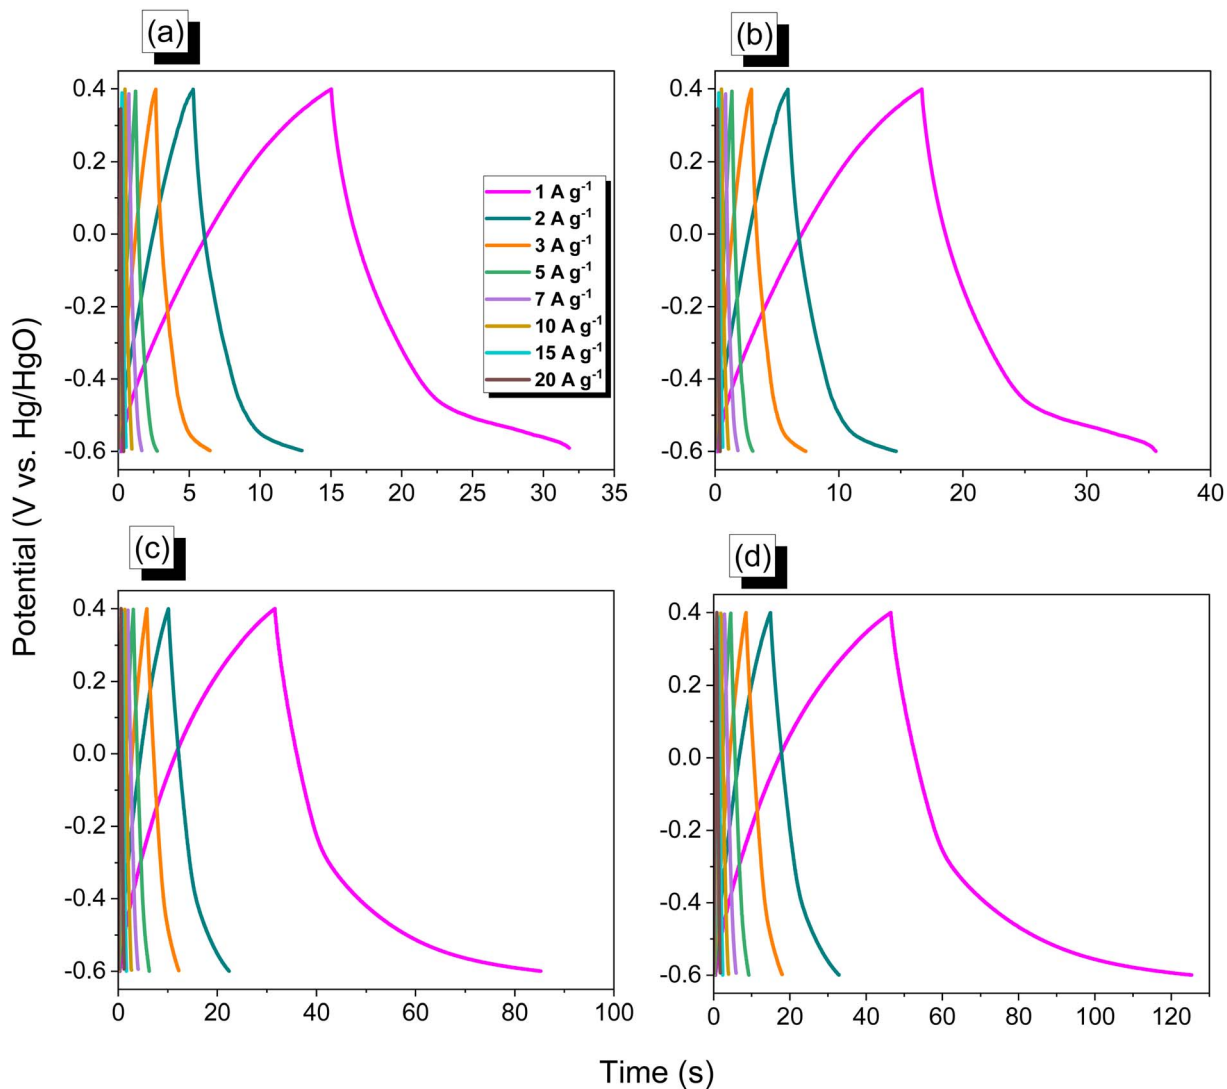 (a)
(b)
0.4
0.2
0.0
-0.2
-0.4
-0.6
0 5 10 15 20 25 30 35
1 A g⁻¹
2 A g⁻¹
3 A g⁻¹
5 A g⁻¹
7 A g⁻¹
10 A g⁻¹
15 A g⁻¹
20 A g⁻¹
0.4
0.2
0.0
-0.2
-0.4
-0.6
0 10 20 30 40
Potential (V vs. Hg/HgO)
(c)
(d)
0.4
0.2
0.0
-0.2
-0.4
-0.6
0 20 40 60 80 100
0.4
0.2
0.0
-0.2
-0.4
-0.6
0 20 40 60 80 100 120
Time (s)